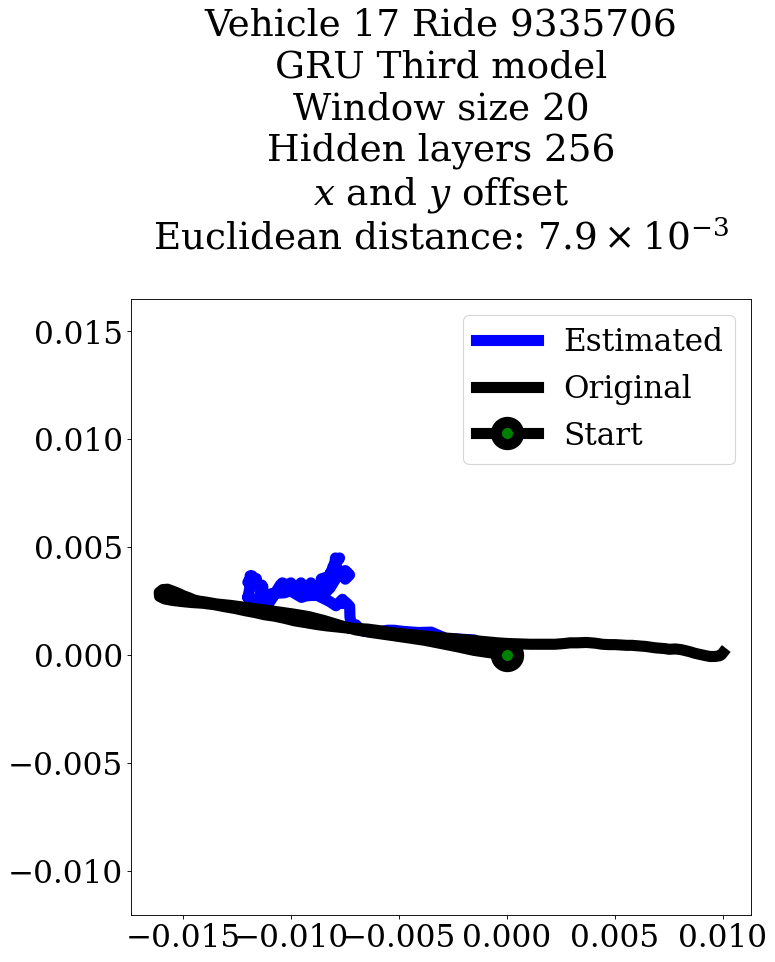 Vehicle 17 Ride 9335706
GRU Third model
Window size 20
Hidden layers 256
x and y offset
Euclidean distance: 7.9 × 10⁻³
Estimated
Original
Start
0.015
0.010
0.005
0.000
−0.005
−0.010
−0.015 −0.010 −0.005 0.000 0.005 0.010